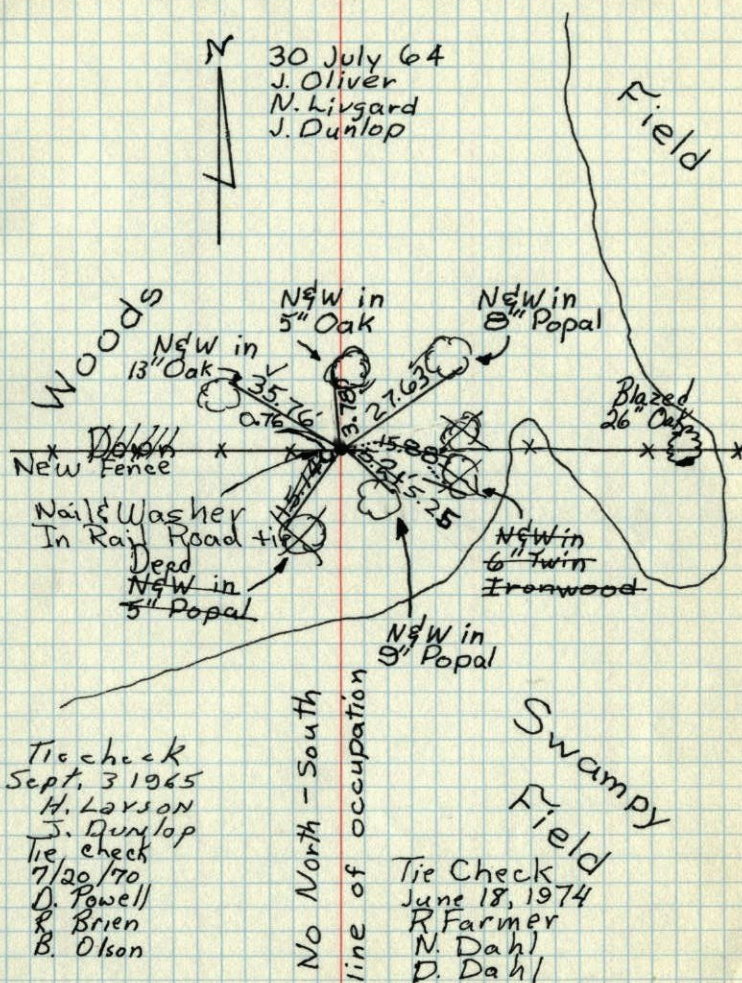 N
30 July 64
J. Oliver
N. Livgard
J. Dunlop
Field
Woods
N&W in
5" Oak
N&W in
8" Popal
N&W in
13" Oak
35.76
0.76
3.78
27.63
Blazed
26" Oak
15.88
Down
New Fence
5.25
Nail & Washer
In Rail Road tie
Dead
N&W in
5" Popal
N&W in
6" Twin
Ironwood
N&W in
9" Popal
No North - South
line of occupation
Swampy
Field
Tie check
Sept. 3 1965
H. Larson
J. Dunlop
Tie check
7/20/70
D. Powell
R. Brien
B. Olson
Tie Check
June 18, 1974
R Farmer
N. Dahl
D. Dahl